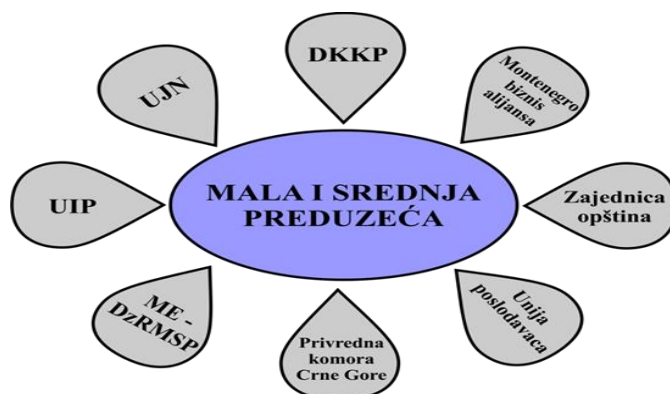 DKKP
Montenegro
biznis
alijansa
Zajednica
opština
Unija
poslodavaca
Privredna
komora
Crne Gore
ME -
DzRMSP
UIP
UJN
MALA I SREDNJA
PREDUZEĆA